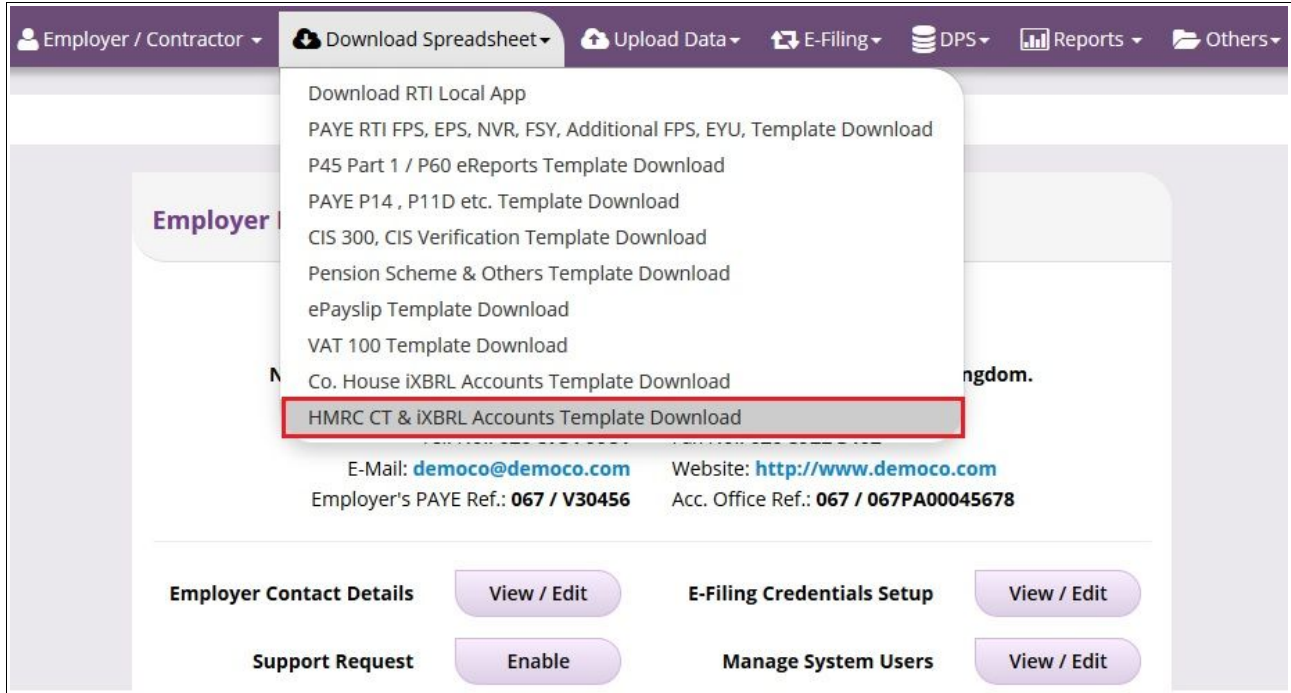 Employer / Contractor Download Spreadsheet Upload Data E-Filing DPS Reports Others
Download RTI Local App
PAYE RTI FPS, EPS, NVR, FSY, Additional FPS, EYU, Template Download
P45 Part 1 / P60 eReports Template Download
PAYE P14 , P11D etc. Template Download
Employer
CIS 300, CIS Verification Template Download
Pension Scheme & Others Template Download
ePayslip Template Download
VAT 100 Template Download
N ngdom.
Co. House iXBRL Accounts Template Download
HMRC CT & iXBRL Accounts Template Download
E-Mail: democo@democo.com Website: http://www.democo.com
Employer's PAYE Ref.: 067 / V30456 Acc. Office Ref.: 067 / 067PA00045678
Employer Contact Details View / Edit E-Filing Credentials Setup View / Edit
Support Request Enable Manage System Users View / Edit